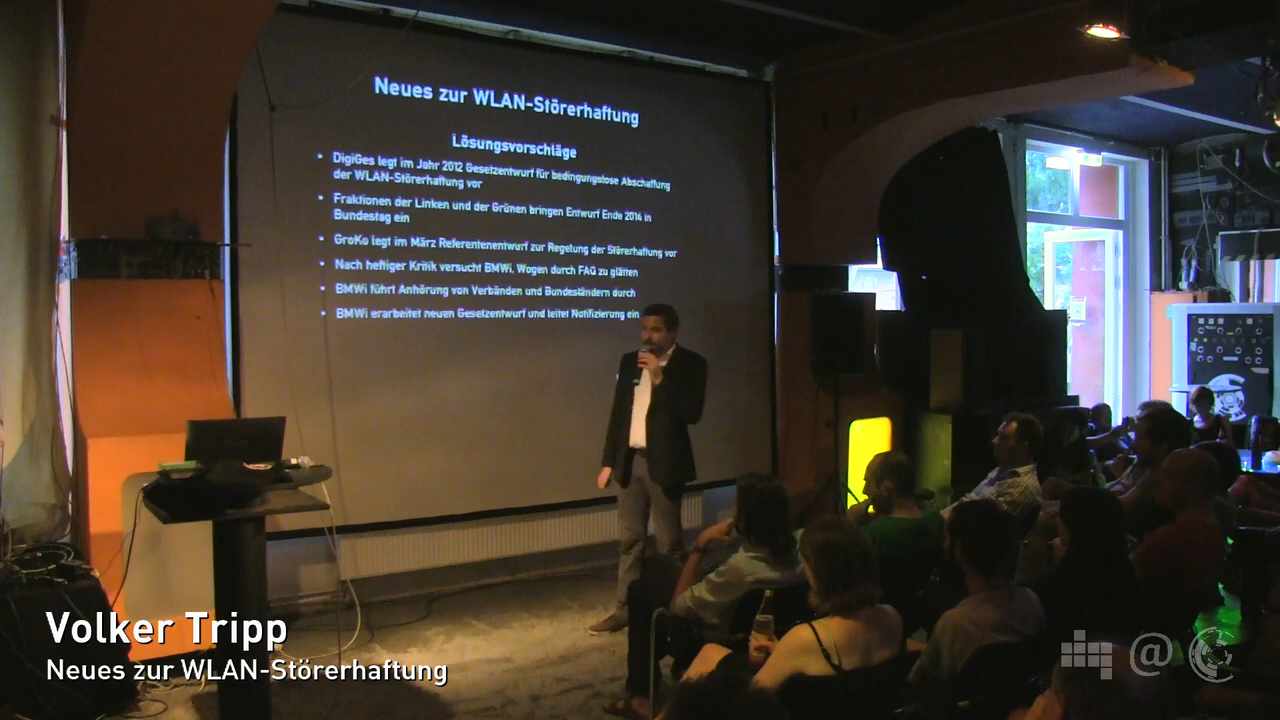 Neues zur WLAN-Störerhaftung
Lösungsvorschläge
• DigiGes legt im Jahr 2012 Gesetzentwurf für bedingungslose Abschaffung
der WLAN-Störerhaftung vor
• Fraktionen der Linken und der Grünen bringen Entwurf Ende 2014 in
Bundestag ein
• GroKo legt im März Referentenentwurf zur Regelung der Störerhaftung vor
• Nach heftiger Kritik versucht BMWi, Wogen durch FAQ zu glätten
• BMWi führt Anhörung von Verbänden und Bundesländern durch
• BMWi erarbeitet neuen Gesetzentwurf und leitet Notifizierung ein
Volker Tripp
Neues zur WLAN-Störerhaftung
@